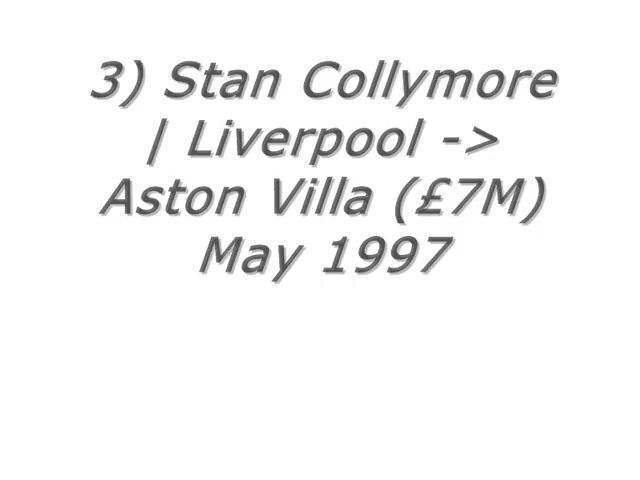 3) Stan Collymore
| Liverpool ->
Aston Villa (£7M)
May 1997